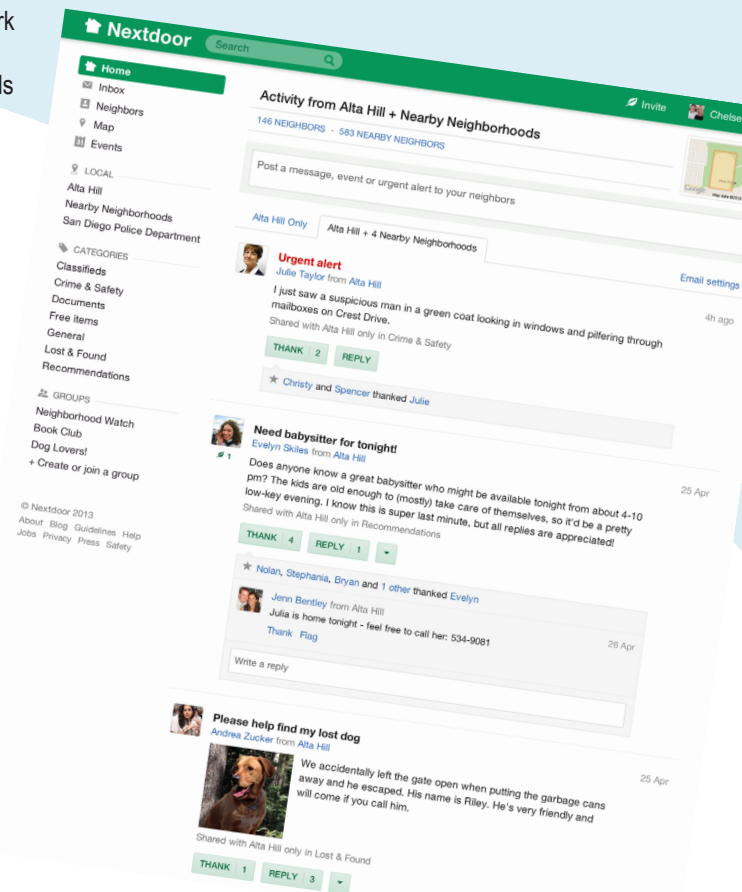 rk
ls
Nextdoor
Search
Invite
Chelse
Home
Inbox
Neighbors
Map
Events
LOCAL
Alta Hill
Nearby Neighborhoods
San Diego Police Department
CATEGORIES
Classifieds
Crime & Safety
Documents
Free items
General
Lost & Found
Recommendations
GROUPS
Neighborhood Watch
Book Club
Dog Lovers!
+ Create or join a group
© Nextdoor 2013
About Blog Guidelines Help
Jobs Privacy Press Safety
Activity from Alta Hill + Nearby Neighborhoods
146 NEIGHBORS · 583 NEARBY NEIGHBORS
Google
Post a message, event or urgent alert to your neighbors
Alta Hill Only
Alta Hill + 4 Nearby Neighborhoods
Email settings
Urgent alert
Julie Taylor from Alta Hill
4h ago
I just saw a suspicious man in a green coat looking in windows and pilfering through
mailboxes on Crest Drive.
Shared with Alta Hill only in Crime & Safety
THANK 2 REPLY
Christy and Spencer thanked Julie
Need babysitter for tonight!
Evelyn Skiles from Alta Hill
25 Apr
1
Does anyone know a great babysitter who might be available tonight from about 4-10
pm? The kids are old enough to (mostly) take care of themselves, so it'd be a pretty
low-key evening. I know this is super last minute, but all replies are appreciated!
Shared with Alta Hill only in Recommendations
THANK 4 REPLY 1
Nolan, Stephania, Bryan and 1 other thanked Evelyn
Jenn Bentley from Alta Hill
26 Apr
Julia is home tonight - feel free to call her: 534-9081
Thank Flag
Write a reply
Please help find my lost dog
Andrea Zucker from Alta Hill
25 Apr
We accidentally left the gate open when putting the garbage cans
away and he escaped. His name is Riley. He's very friendly and
will come if you call him.
Shared with Alta Hill only in Lost & Found
THANK 1 REPLY 3